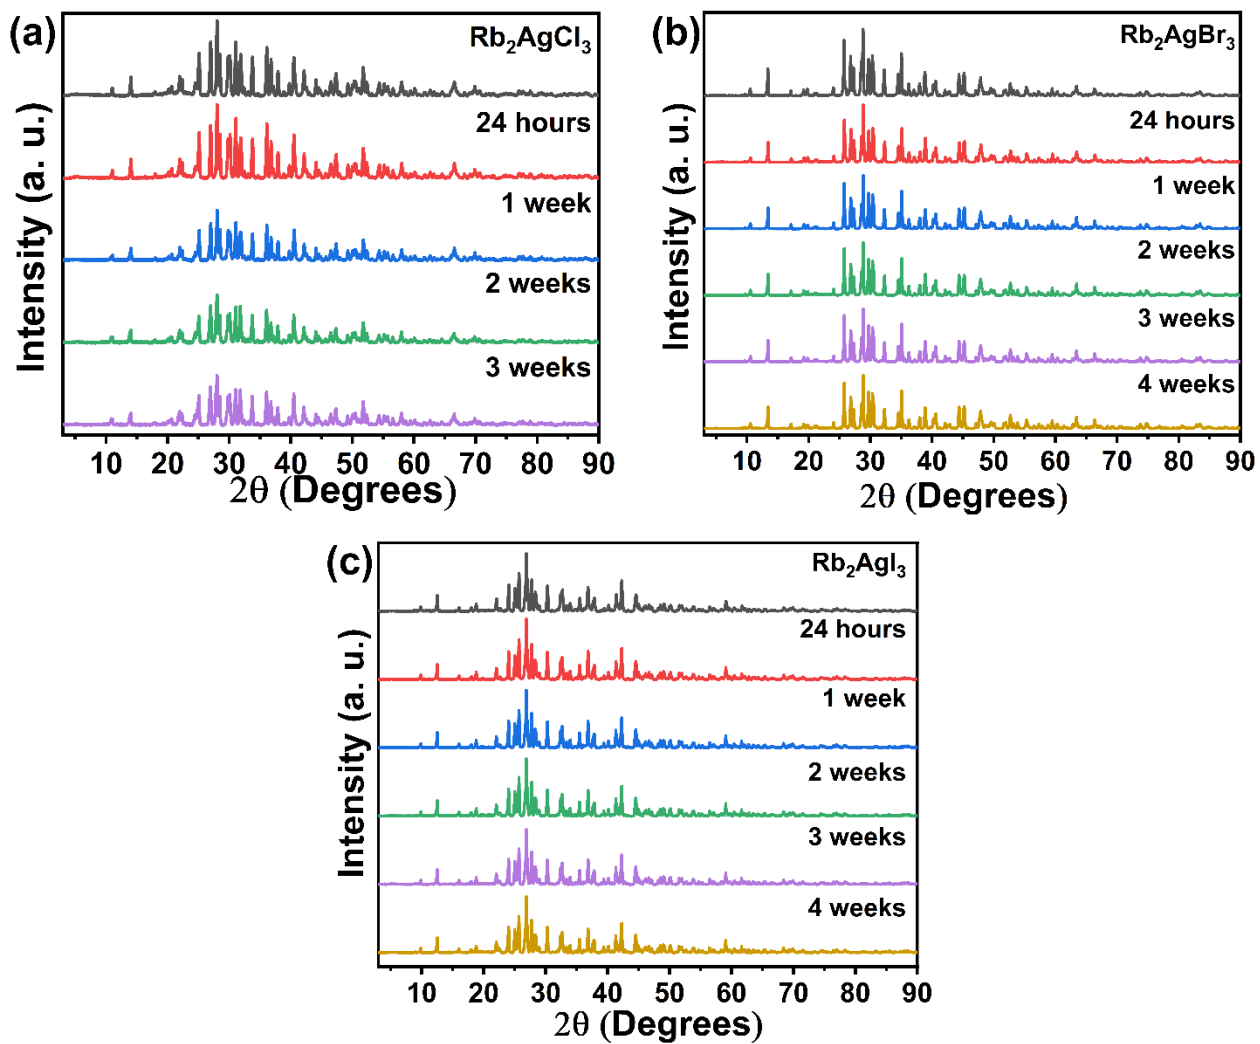 (a)
Rb₂AgCl₃
24 hours
1 week
2 weeks
3 weeks
Intensity (a. u.)
10 20 30 40 50 60 70 80 90
2θ (Degrees)
(b)
Rb₂AgBr₃
24 hours
1 week
2 weeks
3 weeks
4 weeks
Intensity (a. u.)
10 20 30 40 50 60 70 80 90
2θ (Degrees)
(c)
Rb₂AgI₃
24 hours
1 week
2 weeks
3 weeks
4 weeks
Intensity (a. u.)
10 20 30 40 50 60 70 80 90
2θ (Degrees)